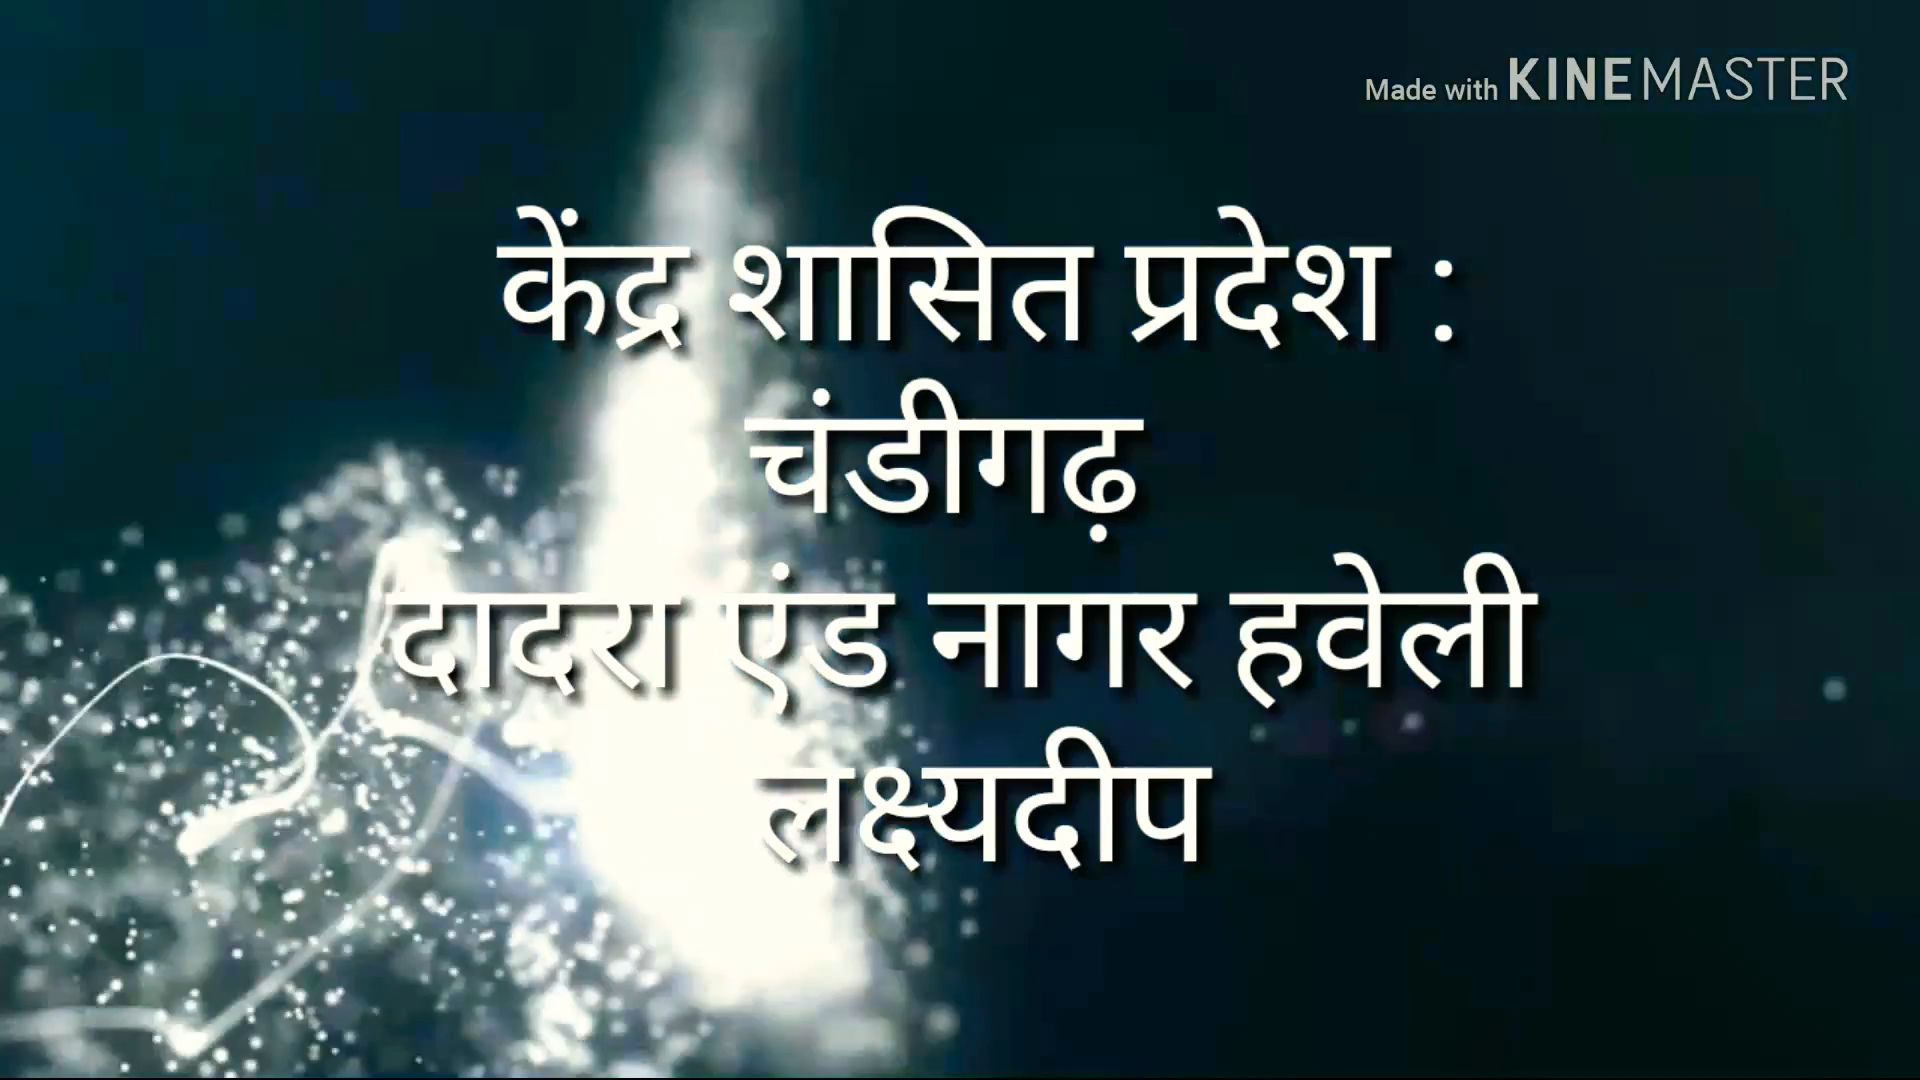 Made with KINEMASTER
केंद्र शासित प्रदेश :
चंडीगढ़
दादरा एंड नागर हवेली
लक्ष्यदीप